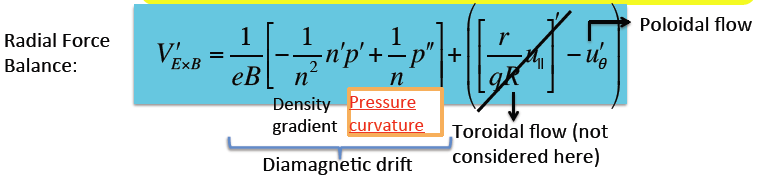 Radial Force
Balance:
V′E×B = 1/eB [ − 1/n² n′p′ + 1/n p″ ] + ( [ r/qR u|| ]′ − u′θ )
Poloidal flow
Density
gradient
Pressure
curvature
Toroidal flow (not
considered here)
Diamagnetic drift